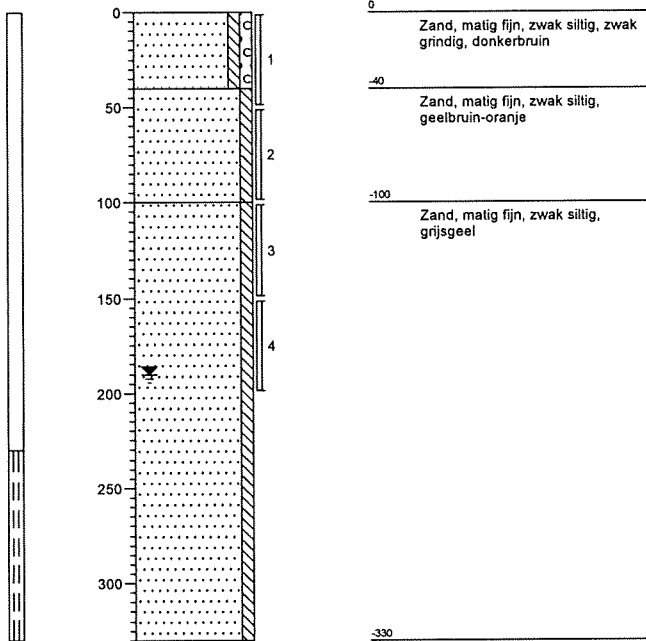 0
50
100
150
200
250
300
1
2
3
4
0
Zand, matig fijn, zwak siltig, zwak
grindig, donkerbruin
-40
Zand, matig fijn, zwak siltig,
geelbruin-oranje
-100
Zand, matig fijn, zwak siltig,
grijsgeel
-330